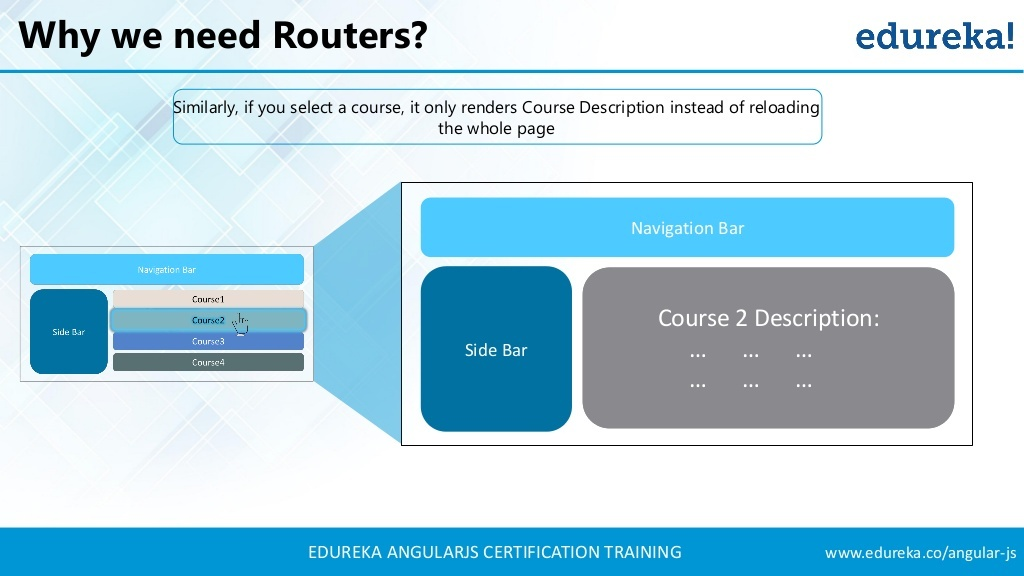 Why we need Routers?
edureka!
Similarly, if you select a course, it only renders Course Description instead of reloading
the whole page
Navigation Bar
Side Bar
Course1
Course2
Course3
Course4
Navigation Bar
Side Bar
Course 2 Description:
... ... ...
... ... ...
EDUREKA ANGULARJS CERTIFICATION TRAINING
www.edureka.co/angular-js